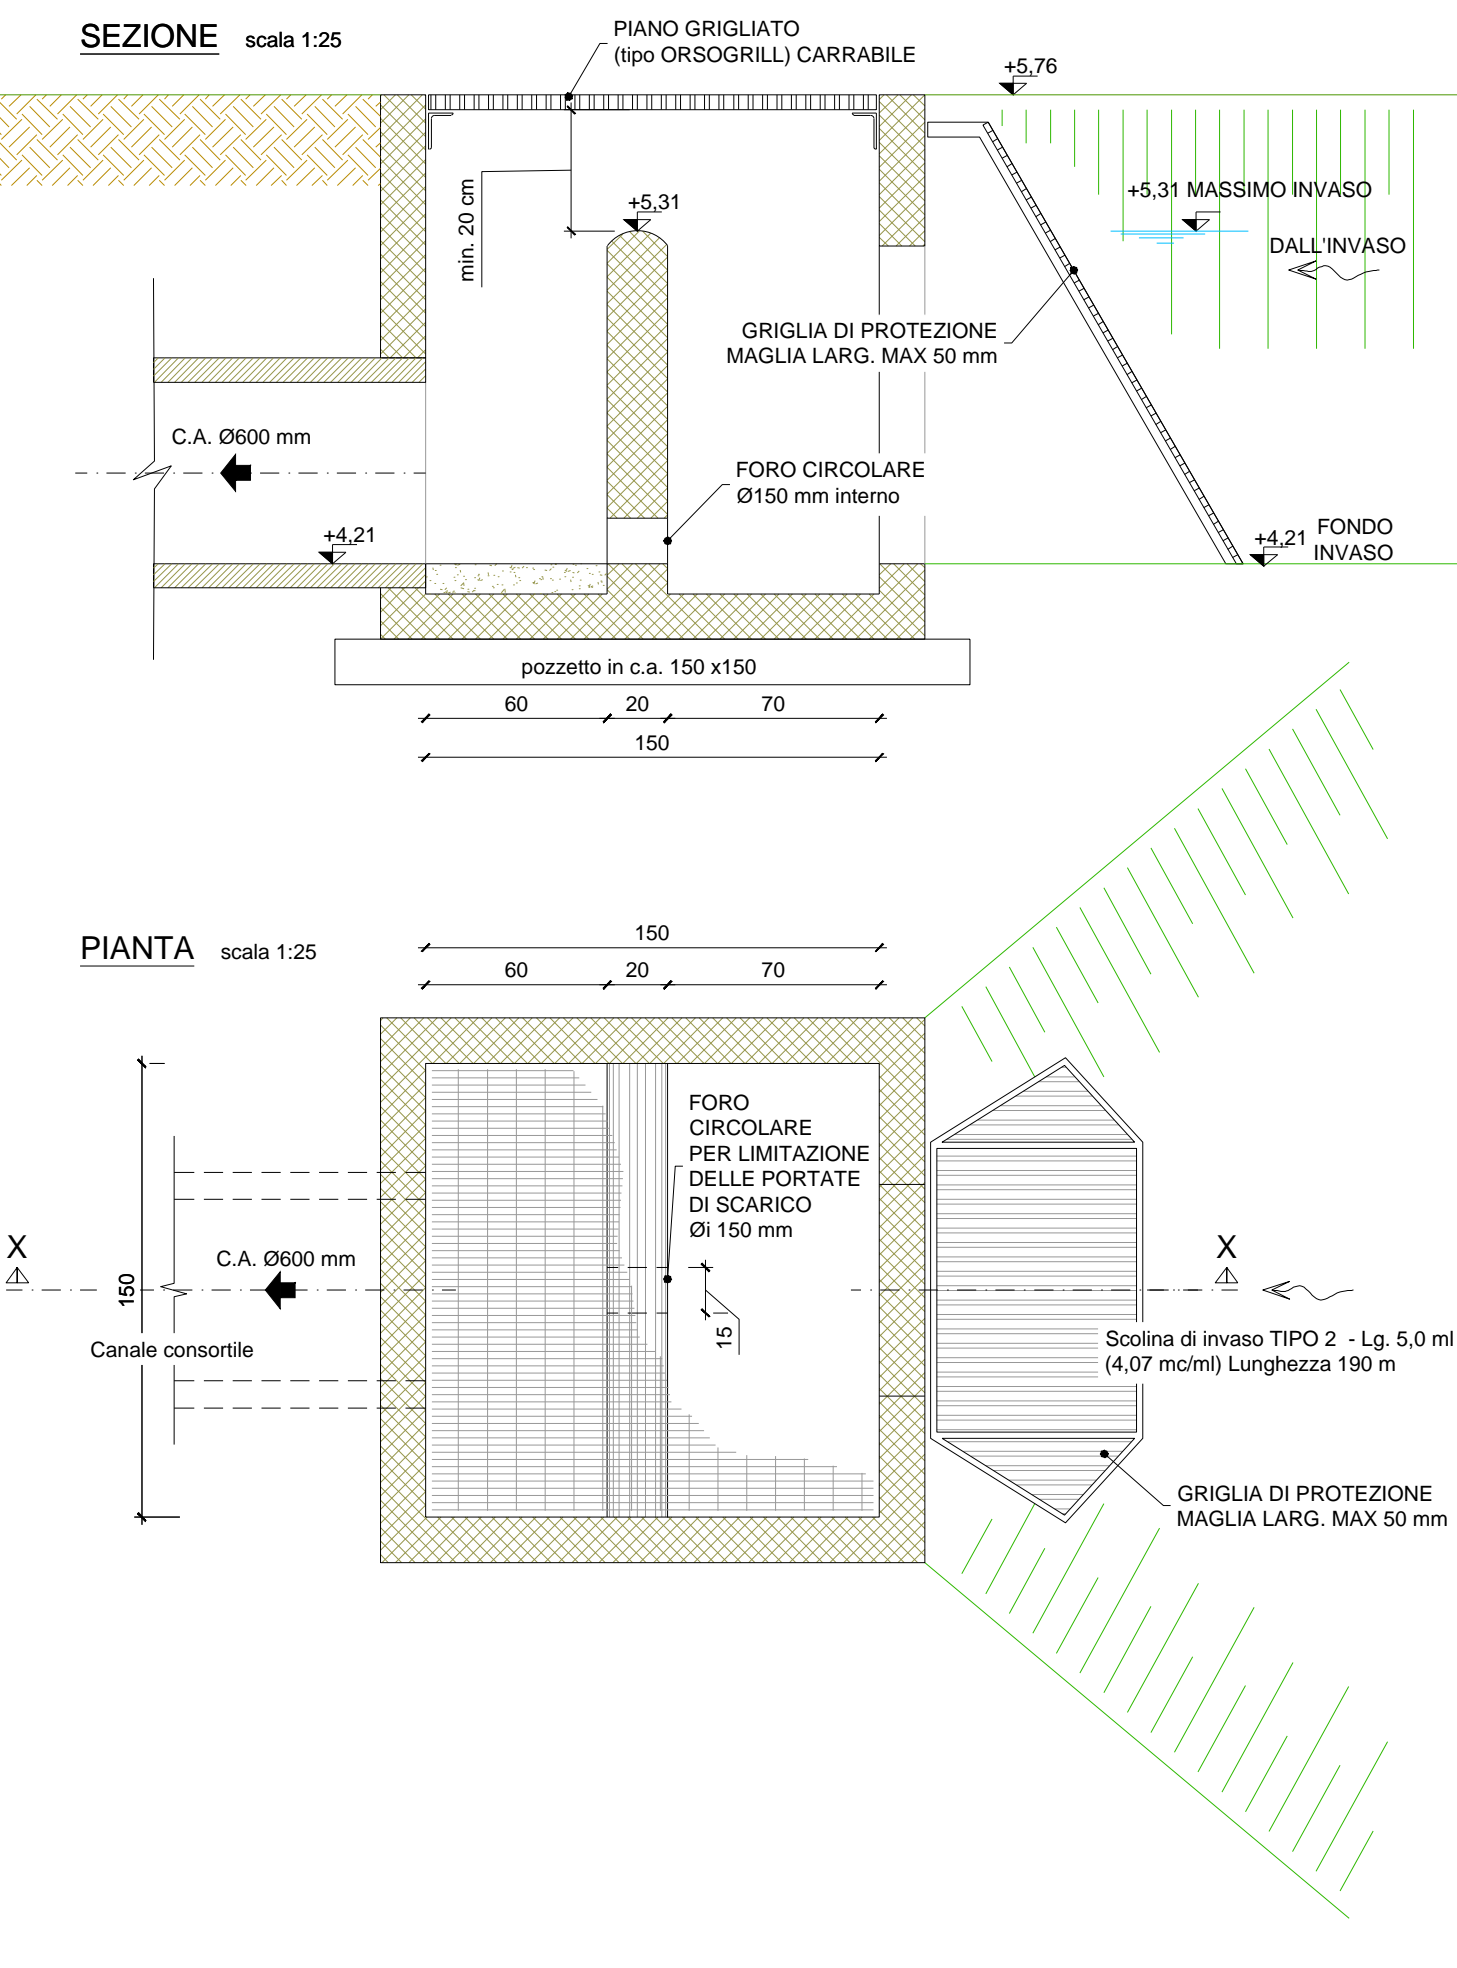 SEZIONE scala 1:25
PIANO GRIGLIATO
(tipo ORSOGRILL) CARRABILE
+5,76
min. 20 cm
+5,31
+5,31 MASSIMO INVASO
DALL'INVASO
GRIGLIA DI PROTEZIONE
MAGLIA LARG. MAX 50 mm
C.A. Ø600 mm
FORO CIRCOLARE
Ø150 mm interno
+4,21
+4,21
FONDO
INVASO
pozzetto in c.a. 150 x150
60 20 70
150
PIANTA scala 1:25
150
60 20 70
FORO
CIRCOLARE
PER LIMITAZIONE
DELLE PORTATE
DI SCARICO
Øi 150 mm
X
X
C.A. Ø600 mm
150
15
Canale consortile
Scolina di invaso TIPO 2 - Lg. 5,0 ml
(4,07 mc/ml) Lunghezza 190 m
GRIGLIA DI PROTEZIONE
MAGLIA LARG. MAX 50 mm